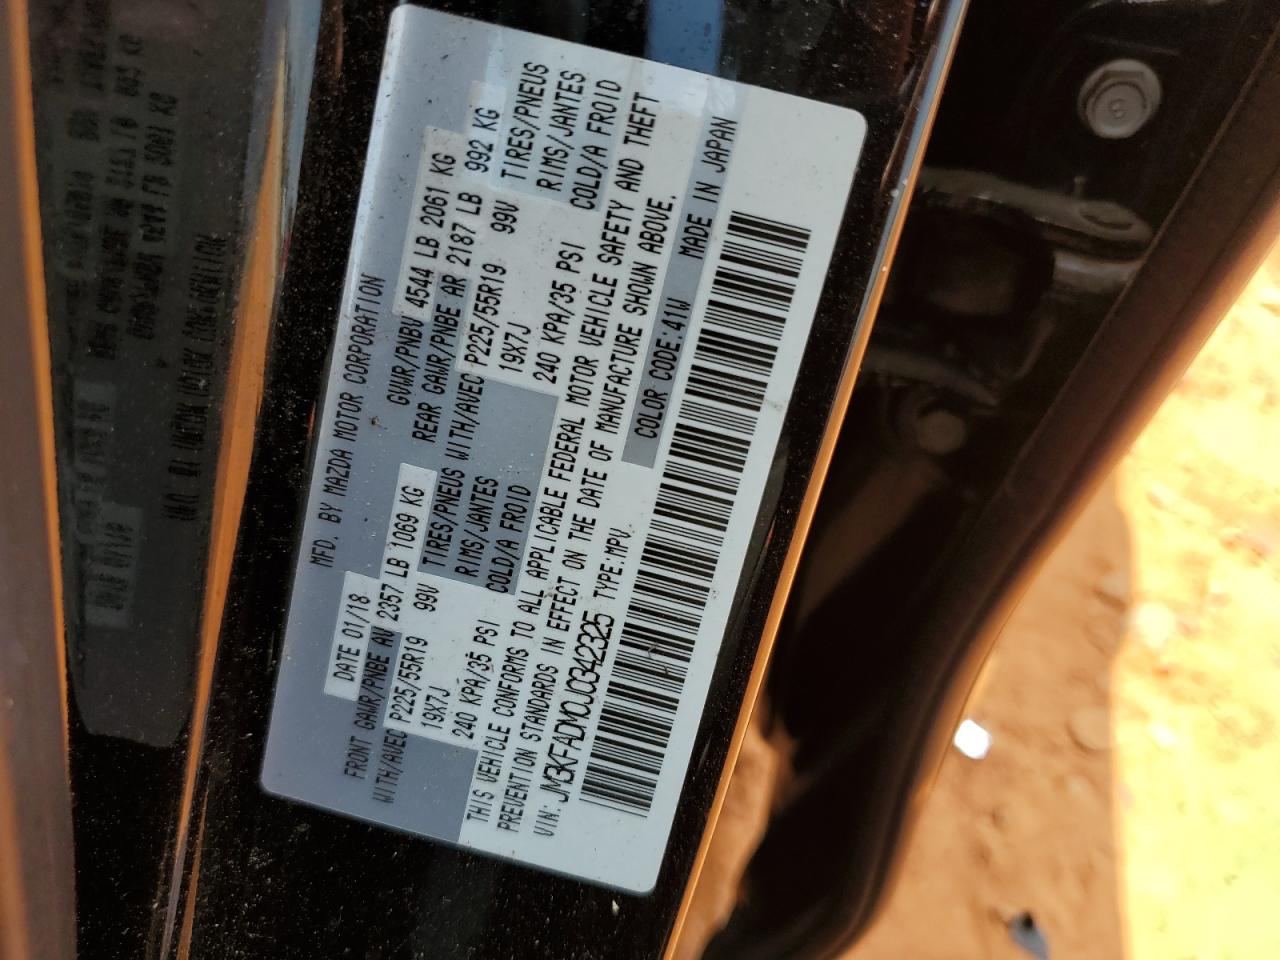 MFD. BY MAZDA MOTOR CORPORATION
DATE 01/18 GVWR/PNBV 4544 LB 2061 KG
FRONT GAWR/PNBE AV 2357 LB 1069 KG REAR GAWR/PNBE AR 2187 LB 992 KG
WITH/AVEC P225/55R19 99V TIRES/PNEUS WITH/AVEC P225/55R19 99V TIRES/PNEUS
19X7J RIMS/JANTES 19X7J RIMS/JANTES
240 KPA/35 PSI COLD/A FROID 240 KPA/35 PSI COLD/A FROID
THIS VEHICLE CONFORMS TO ALL APPLICABLE FEDERAL MOTOR VEHICLE SAFETY AND THEFT
PREVENTION STANDARDS IN EFFECT ON THE DATE OF MANUFACTURE SHOWN ABOVE.
VIN: JM3KFADM0J0342325 TYPE:MPV COLOR CODE:41W MADE IN JAPAN